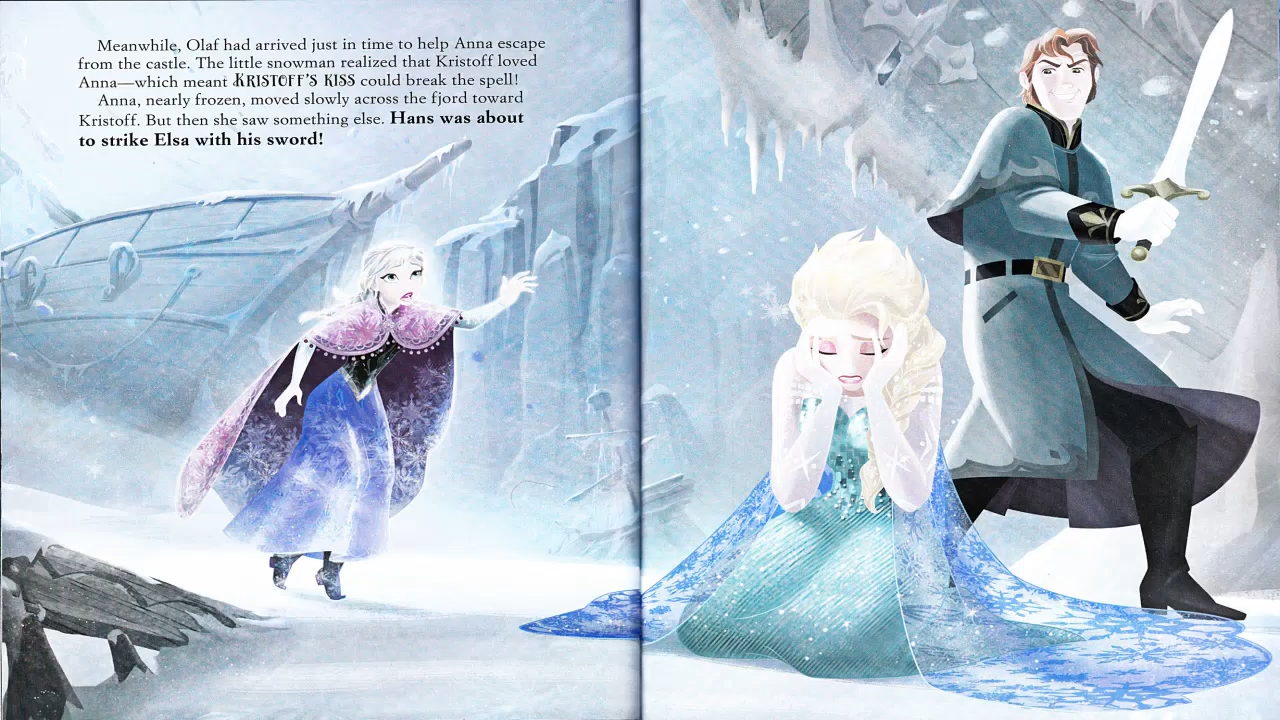 Meanwhile, Olaf had arrived just in time to help Anna escape
from the castle. The little snowman realized that Kristoff loved
Anna—which meant KRISTOFF'S KISS could break the spell!
Anna, nearly frozen, moved slowly across the fjord toward
Kristoff. But then she saw something else. Hans was about
to strike Elsa with his sword!